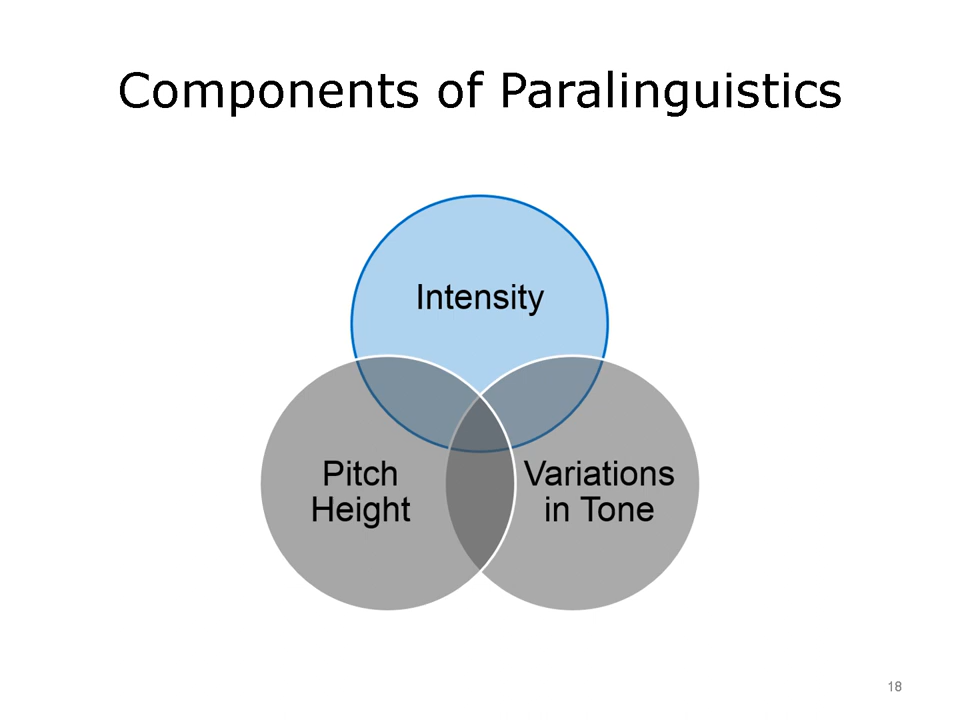 Components of Paralinguistics
Intensity
Pitch
Height
Variations
in Tone
18